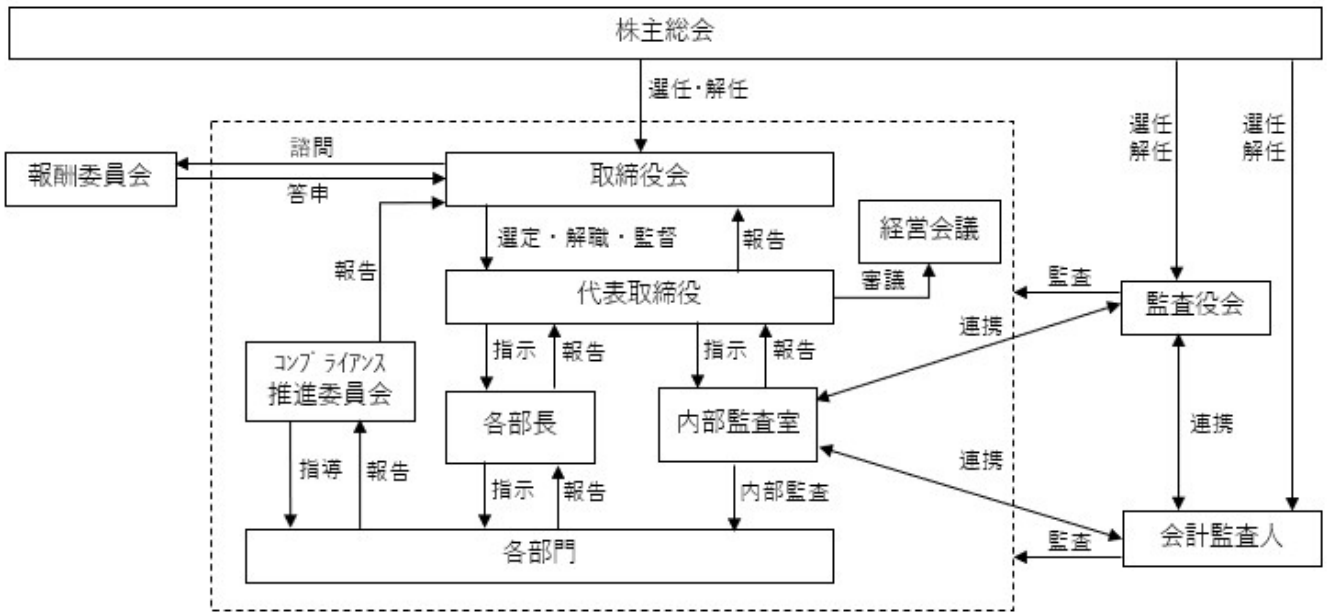 株主総会
選任・解任
選任
解任
選任
解任
諮問
報酬委員会
答申
取締役会
選定・解職・監督
報告
経営会議
報告
代表取締役
審議
監査
監査役会
連携
指示
報告
指示
報告
コンプライアンス
推進委員会
各部長
内部監査室
連携
連携
指導
報告
指示
報告
内部監査
各部門
監査
会計監査人